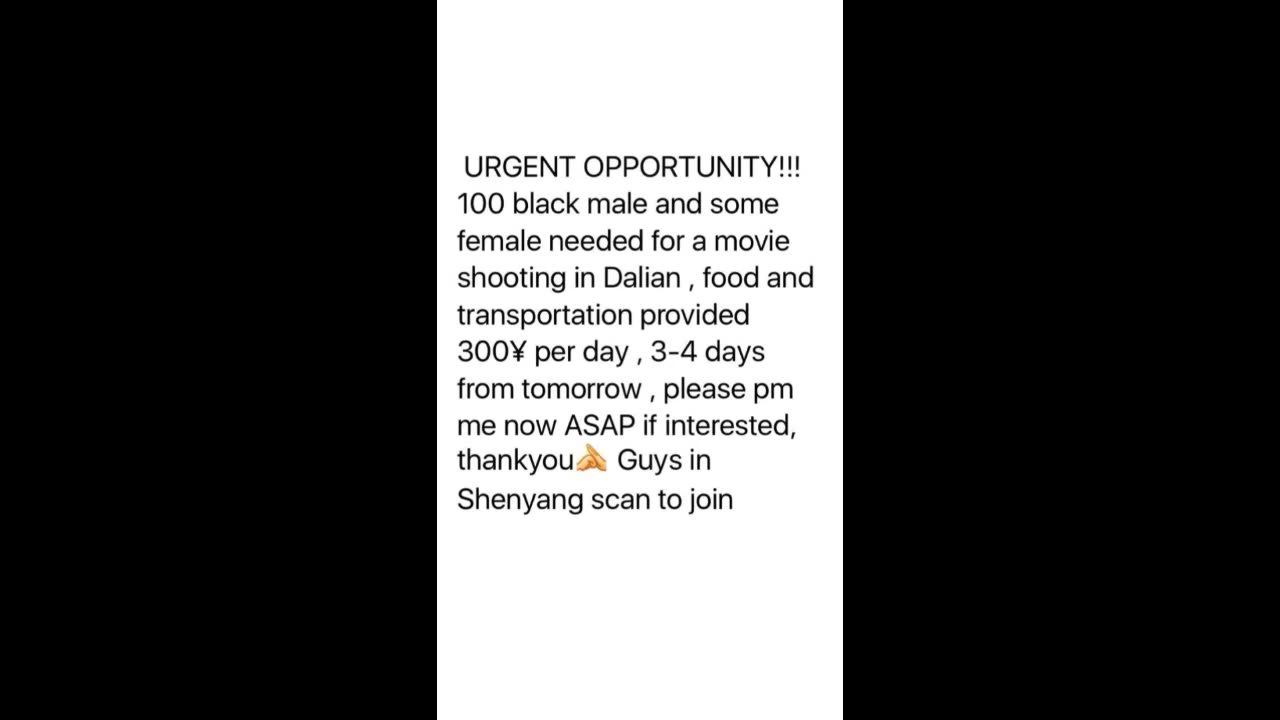 URGENT OPPORTUNITY!!!
100 black male and some
female needed for a movie
shooting in Dalian , food and
transportation provided
300¥ per day , 3-4 days
from tomorrow , please pm
me now ASAP if interested,
thankyou🫱 Guys in
Shenyang scan to join